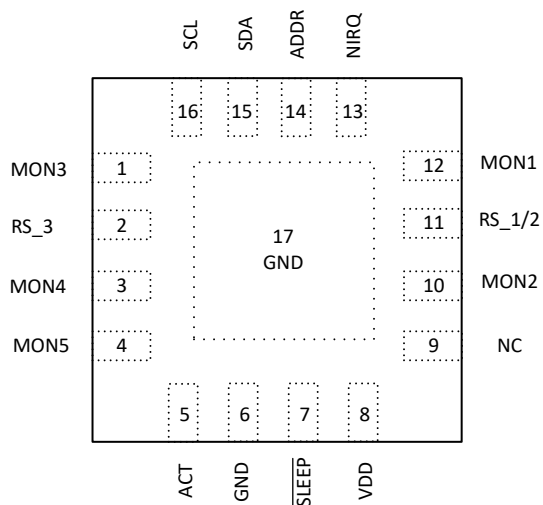 SCL SDA ADDR NIRQ
16 15 14 13
MON3 1 12 MON1
RS_3 2 11 RS_1/2
17
GND
MON4 3 10 MON2
MON5 4 9 NC
5 6 7 8
ACT GND SLEEP VDD